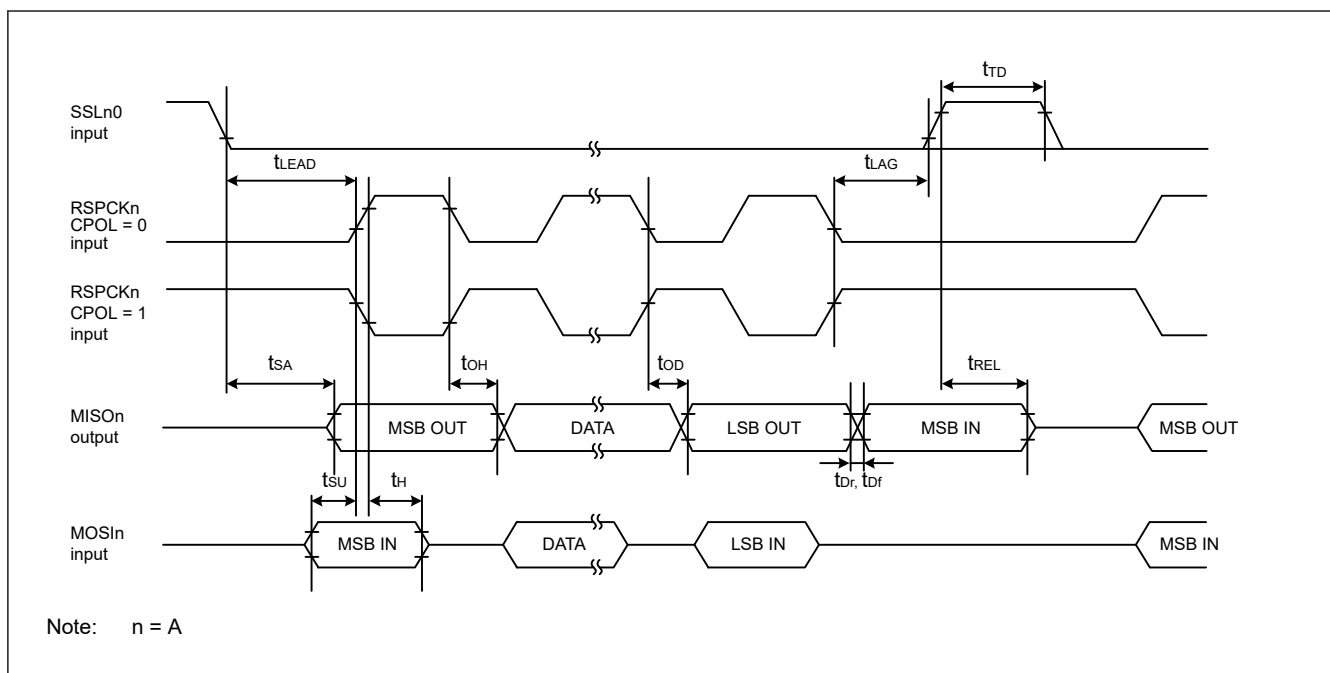 tTD
SSLn0
input
tLEAD
tLAG
RSPCKn
CPOL = 0
input
RSPCKn
CPOL = 1
input
tSA
tOH
tOD
tREL
MISOn
output
MSB OUT
DATA
LSB OUT
MSB IN
MSB OUT
tSU
tH
tDr, tDf
MOSIn
input
MSB IN
DATA
LSB IN
MSB IN
Note: n = A